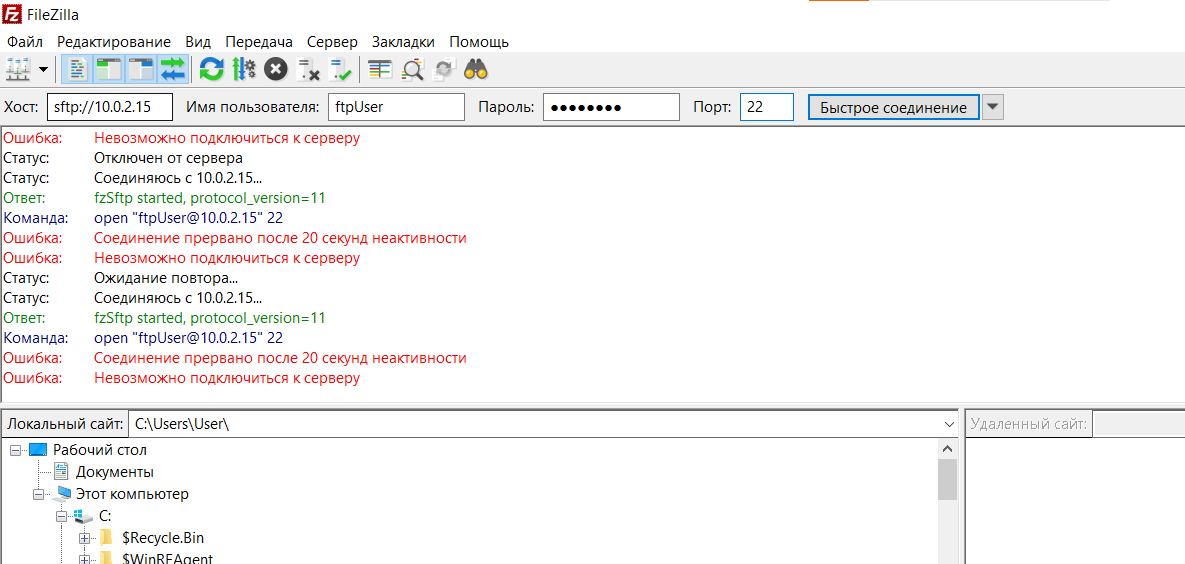 FileZilla
Файл Редактирование Вид Передача Сервер Закладки Помощь
Хост: sftp://10.0.2.15 Имя пользователя: ftpUser Пароль: ●●●●●●●● Порт: 22 Быстрое соединение
Ошибка: Невозможно подключиться к серверу
Статус: Отключен от сервера
Статус: Соединяюсь с 10.0.2.15...
Ответ: fzSftp started, protocol_version=11
Команда: open "ftpUser@10.0.2.15" 22
Ошибка: Соединение прервано после 20 секунд неактивности
Ошибка: Невозможно подключиться к серверу
Статус: Ожидание повтора...
Статус: Соединяюсь с 10.0.2.15...
Ответ: fzSftp started, protocol_version=11
Команда: open "ftpUser@10.0.2.15" 22
Ошибка: Соединение прервано после 20 секунд неактивности
Ошибка: Невозможно подключиться к серверу
Локальный сайт: C:\Users\User\ Удаленный сайт:
Рабочий стол
Документы
Этот компьютер
C:
$Recycle.Bin
$WinREAgent